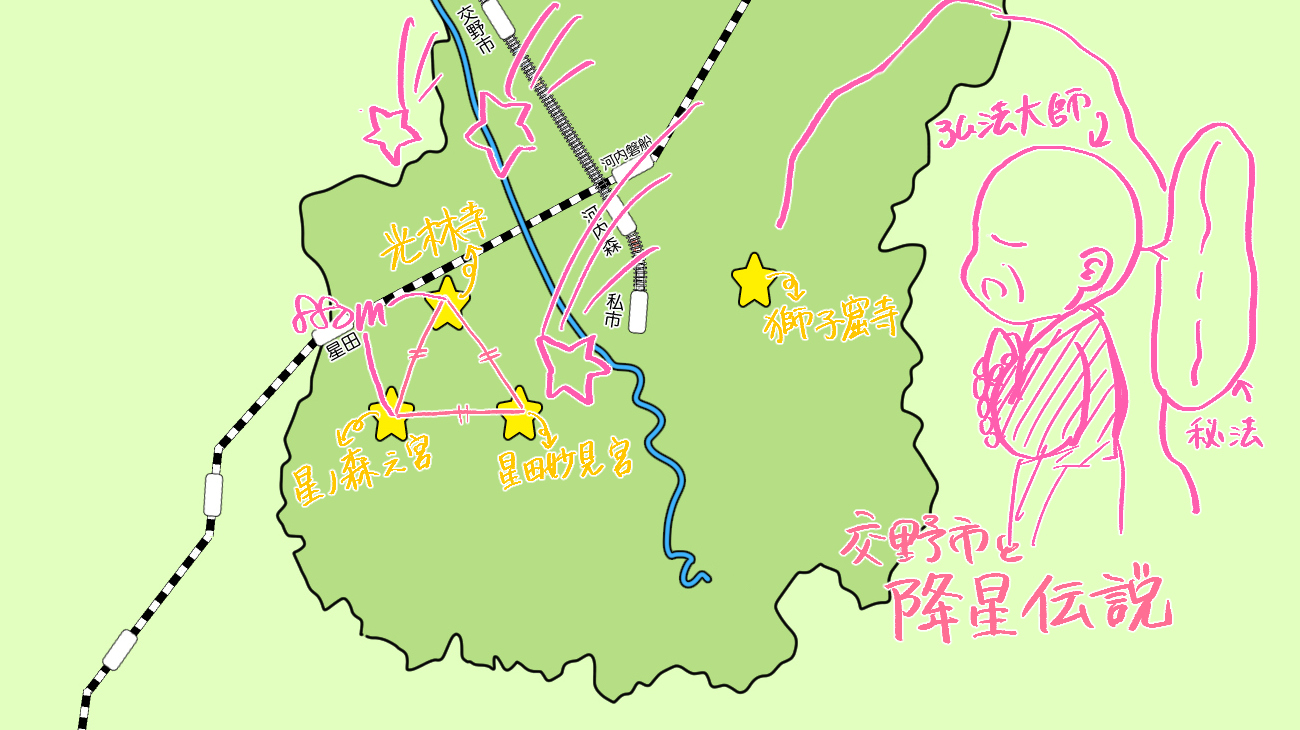 交野市
弘法大師
河内磐船
河内森
光林寺
私市
獅子窟寺
88om
星田
秘法
星ノ森之宮
星田妙見宮
交野市と
降星伝説